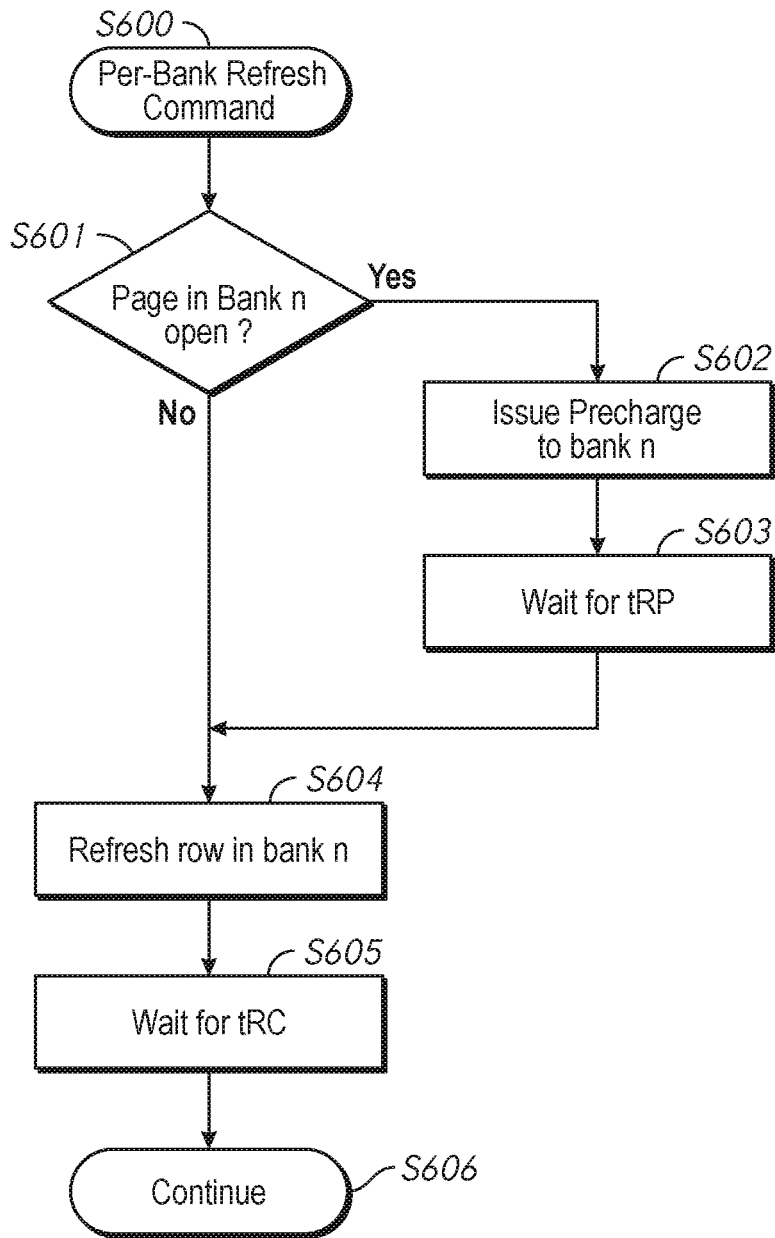 S600
Per-Bank Refresh
Command
S601
Page in Bank n
open ?
Yes
No
S602
Issue Precharge
to bank n
S603
Wait for tRP
S604
Refresh row in bank n
S605
Wait for tRC
S606
Continue